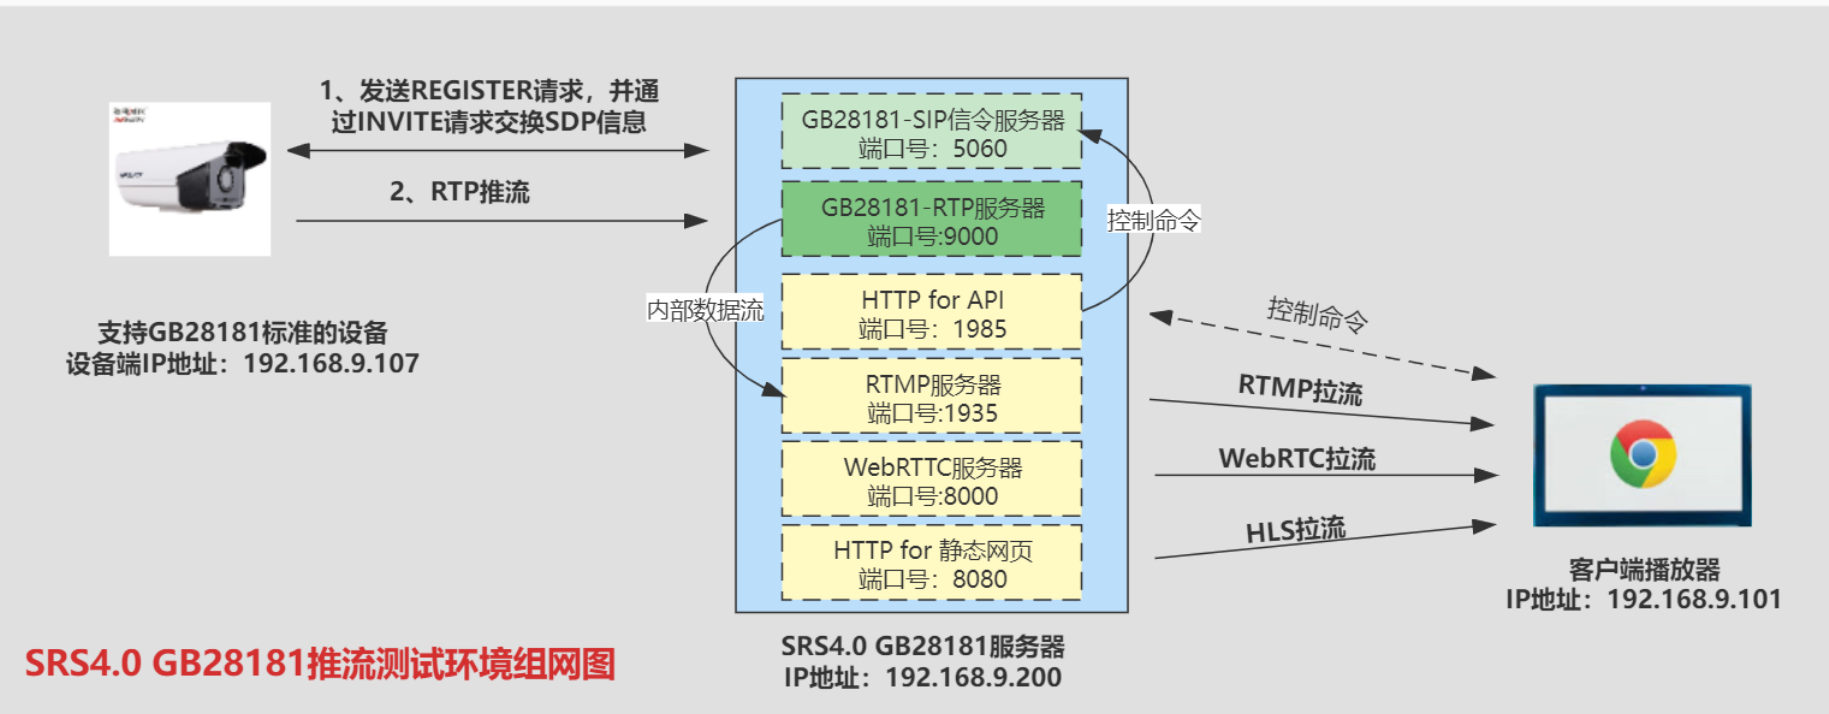 1、发送REGISTER请求，并通
过INVITE请求交换SDP信息
2、RTP推流
支持GB28181标准的设备
设备端IP地址：192.168.9.107
GB28181-SIP信令服务器
端口号：5060
GB28181-RTP服务器
端口号:9000
控制命令
内部数据流
HTTP for API
端口号：1985
RTMP服务器
端口号:1935
WebRTTC服务器
端口号:8000
HTTP for 静态网页
端口号：8080
SRS4.0 GB28181服务器
IP地址：192.168.9.200
控制命令
RTMP拉流
WebRTC拉流
HLS拉流
客户端播放器
IP地址：192.168.9.101
SRS4.0 GB28181推流测试环境组网图